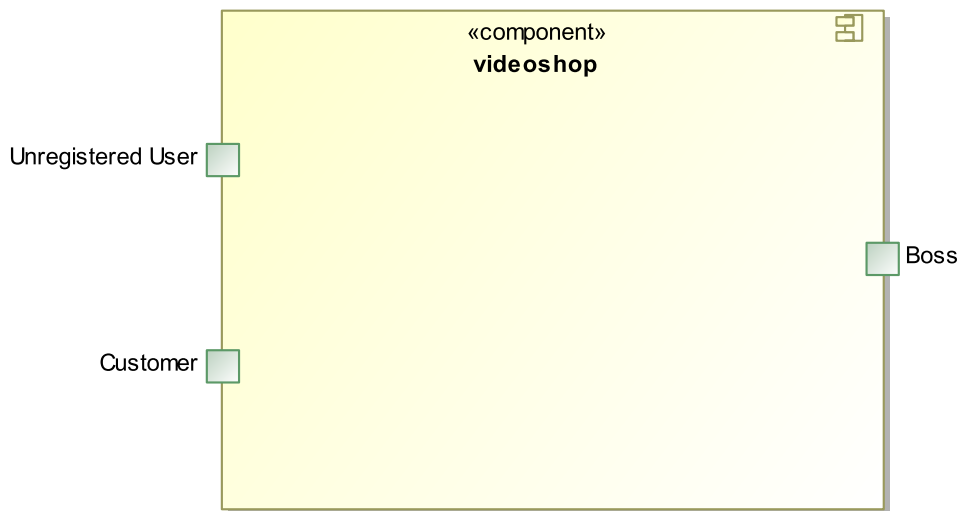 «component»
videoshop
Unregistered User
Boss
Customer